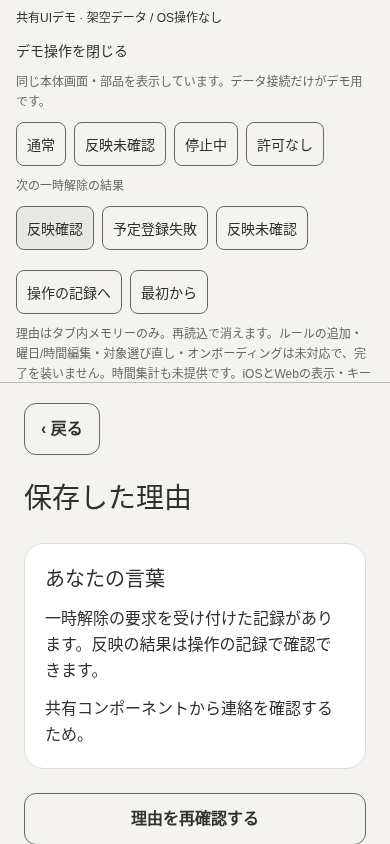 共有UIデモ · 架空データ / OS操作なし
デモ操作を閉じる
同じ本体画面・部品を表示しています。データ接続だけがデモ用
です。
通常 反映未確認 停止中 許可なし
次の一時解除の結果
反映確認 予定登録失敗 反映未確認
操作の記録へ 最初から
理由はタブ内メモリーのみ。再読込で消えます。ルールの追加・
曜日/時間編集・対象選び直し・オンボーディングは未対応で、完
了を装いません。時間集計も未提供です。iOSとWebの表示・キー
‹ 戻る
保存した理由
あなたの言葉
一時解除の要求を受け付けた記録があり
ます。反映の結果は操作の記録で確認で
きます。
共有コンポーネントから連絡を確認する
ため。
理由を再確認する